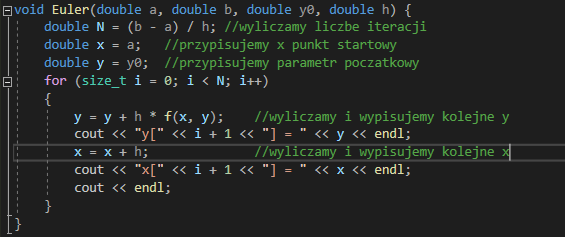 void Euler(double a, double b, double y0, double h) {
    double N = (b - a) / h; //wyliczamy liczbe iteracji
    double x = a;   //przypisujemy x punkt startowy
    double y = y0;  //przypisujemy parametr poczatkowy
    for (size_t i = 0; i < N; i++)
    {
        y = y + h * f(x, y);    //wyliczamy i wypisujemy kolejne y
        cout << "y[" << i + 1 << "] = " << y << endl;
        x = x + h;              //wyliczamy i wypisujemy kolejne x
        cout << "x[" << i + 1 << "] = " << x << endl;
        cout << endl;
    }
}